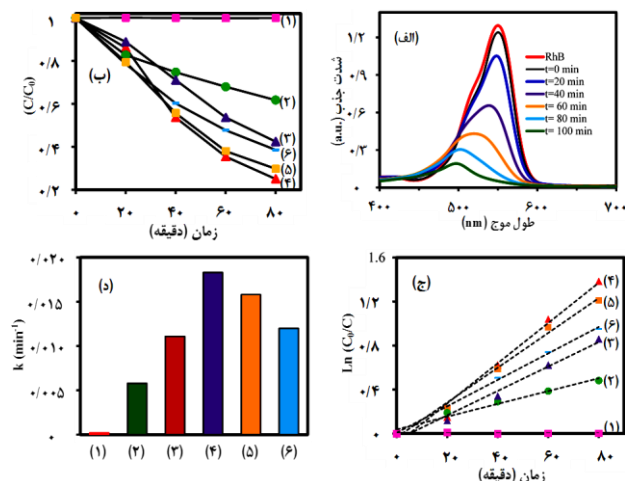 (ب)
(C/C₀)
۱
۰/۸
۰/۶
۰/۴
۰/۲
(۱)
(۲)
(۳)
(۶)
(۵)
(۴)
۰ ۲۰ ۴۰ ۶۰ ۸۰
زمان (دقیقه)
(الف)
شدت جذب (a.u.)
۱/۲
۰/۹
۰/۶
۰/۳
۰
RhB
t=0 min
t=20 min
t=40 min
t= 60 min
t= 80 min
t= 100 min
۴۰۰ ۵۰۰ ۶۰۰ ۷۰۰
طول موج (nm)
(د)
k (min⁻¹)
۰/۰۲۰
۰/۰۱۵
۰/۰۱۰
۰/۰۰۵
۰
(۱) (۲) (۳) (۴) (۵) (۶)
(ج)
Ln (C₀/C)
1.6
۱/۲
۰/۸
۰/۴
۰
(۴)
(۵)
(۶)
(۳)
(۲)
(۱)
۰ ۲۰ ۴۰ ۶۰ ۸۰
زمان (دقیقه)